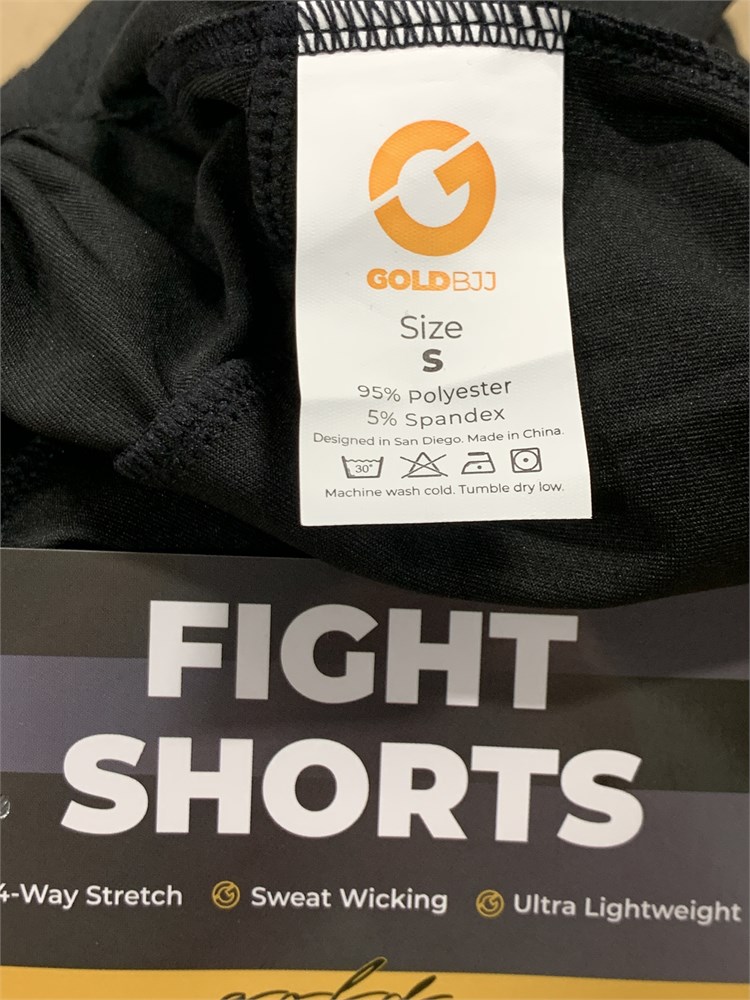 GOLDBJJ
Size
S
95% Polyester
5% Spandex
Designed in San Diego. Made in China.
30°
Machine wash cold. Tumble dry low.
FIGHT
SHORTS
4-Way Stretch Sweat Wicking Ultra Lightweight